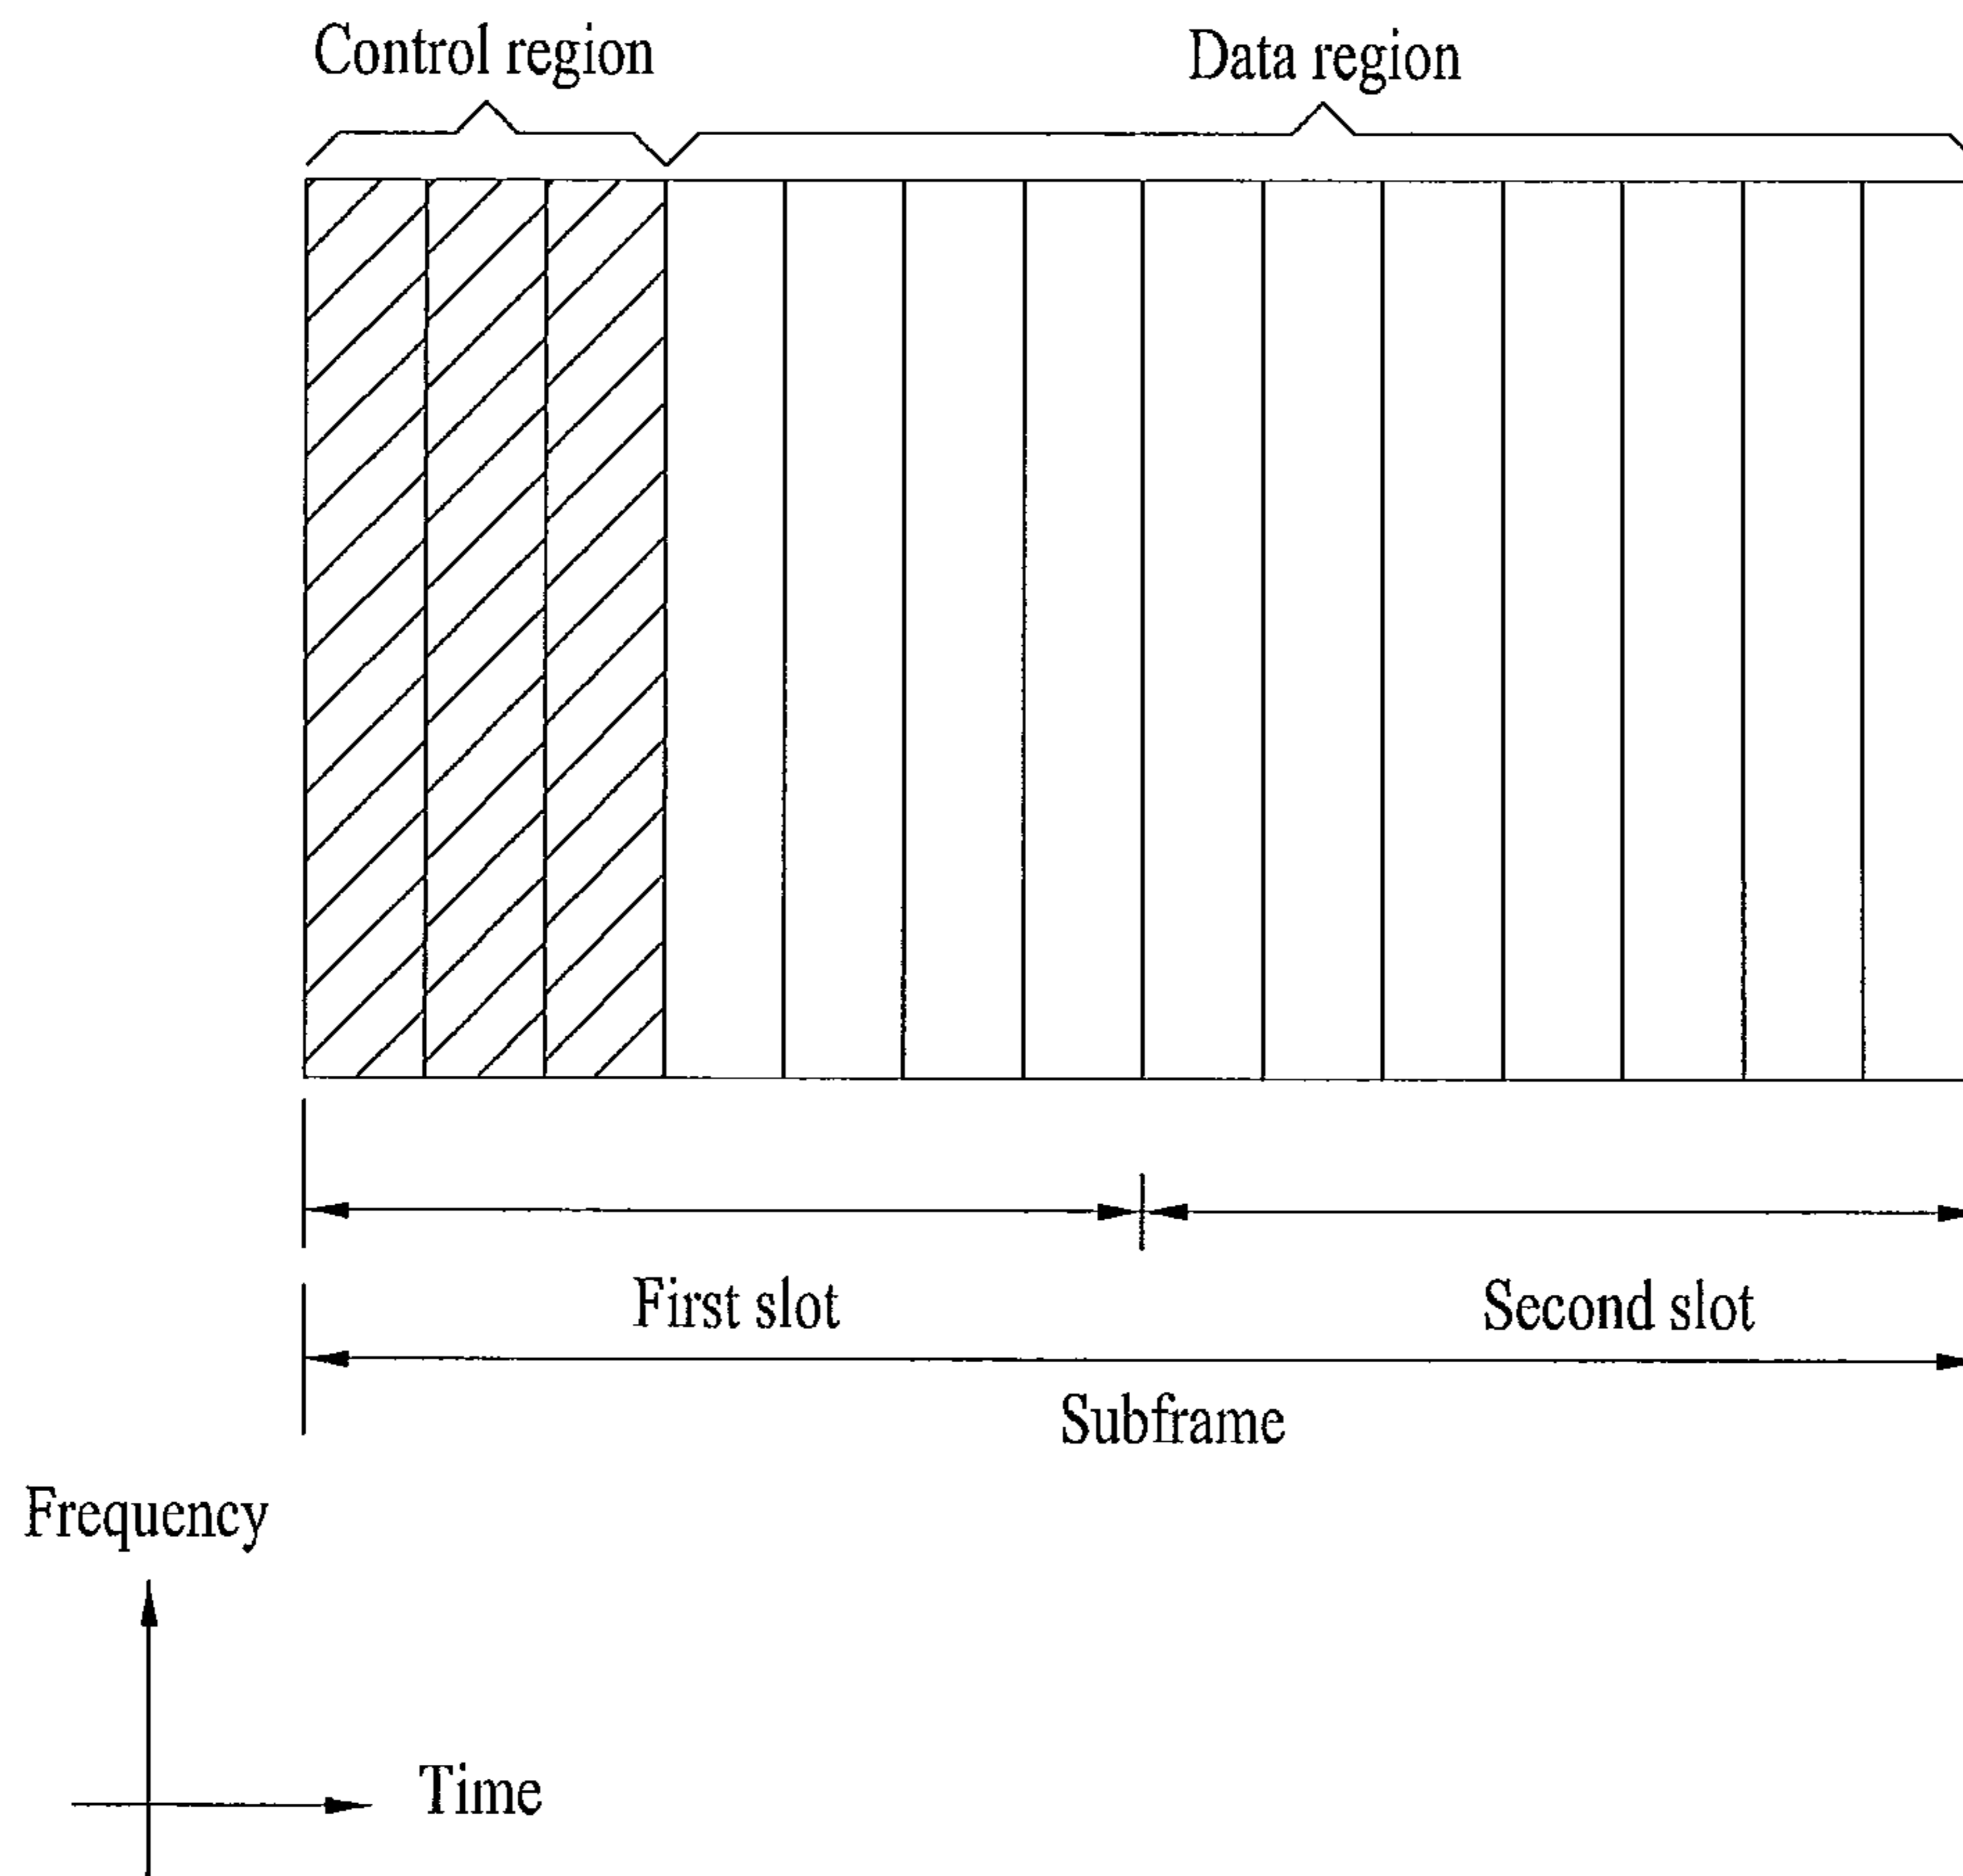 Control region
Data region
First slot
Second slot
Subframe
Frequency
Time